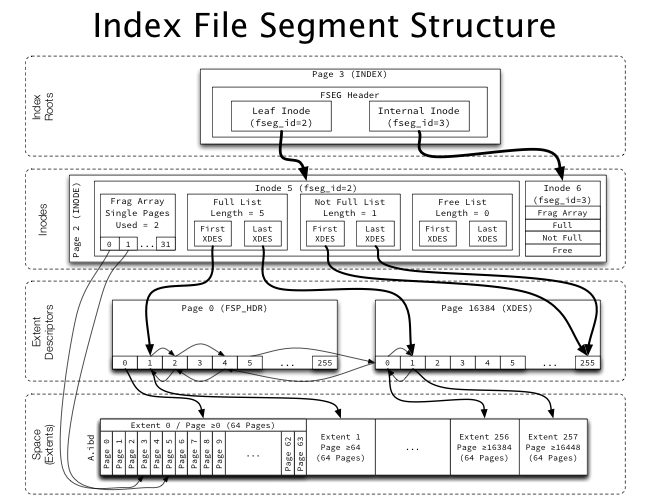 Index File Segment Structure
Index
Roots
Page 3 (INDEX)
FSEG Header
Leaf Inode
(fseg_id=2)
Internal Inode
(fseg_id=3)
Inodes
Page 2 (INODE)
Inode 5 (fseg_id=2)
Frag Array
Single Pages
Used = 2
0 1 ... 31
Full List
Length = 5
First
XDES
Last
XDES
Not Full List
Length = 1
First
XDES
Last
XDES
Free List
Length = 0
First
XDES
Last
XDES
Inode 6
(fseg_id=3)
Frag Array
Full
Not Full
Free
Extent
Descriptors
Page 0 (FSP_HDR)
0 1 2 3 4 5 ... 255
Page 16384 (XDES)
0 1 2 3 4 5 ... 255
Space
(Extents)
A.ibd
Extent 0 / Page ≥0 (64 Pages)
Page 0
Page 1
Page 2
Page 3
Page 4
Page 5
Page 6
Page 7
Page 8
Page 9
...
Page 62
Page 63
Extent 1
Page ≥64
(64 Pages)
...
Extent 256
Page ≥16384
(64 Pages)
Extent 257
Page ≥16448
(64 Pages)